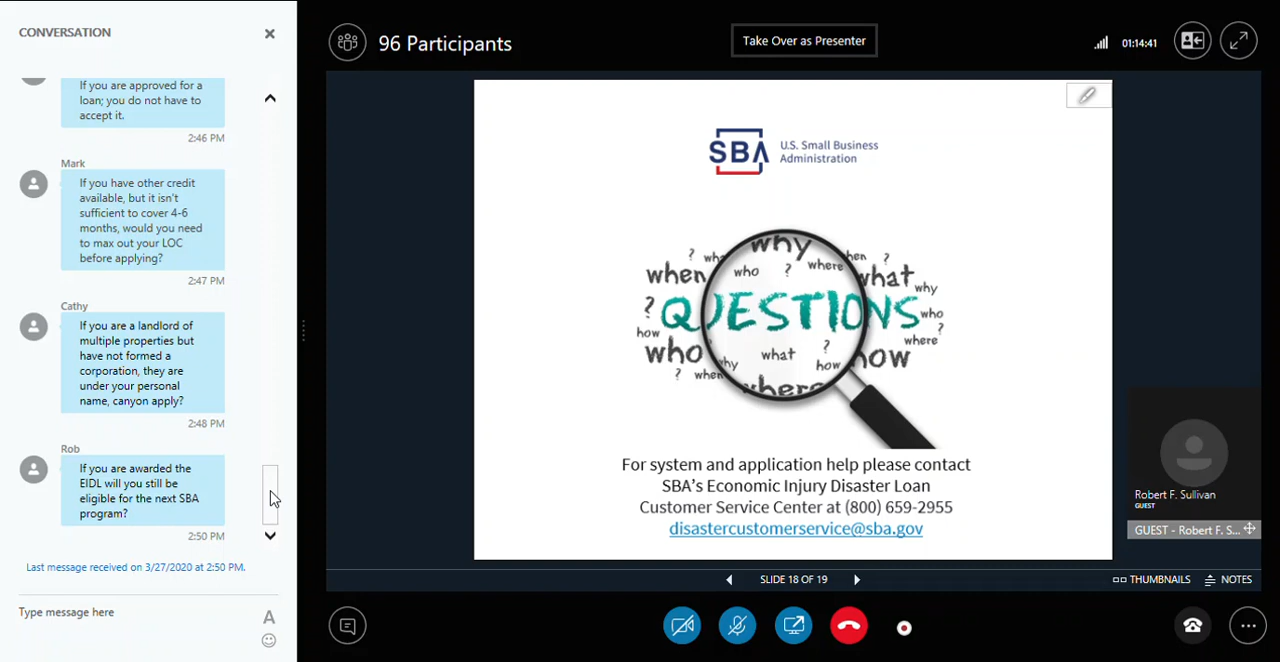 CONVERSATION
If you are approved for a
loan; you do not have to
accept it.
2:46 PM
Mark
If you have other credit
available, but it isn't
sufficient to cover 4-6
months, would you need
to max out your LOC
before applying?
2:47 PM
Cathy
If you are a landlord of
multiple properties but
have not formed a
corporation, they are
under your personal
name, canyon apply?
2:48 PM
Rob
If you are awarded the
EIDL will you still be
eligible for the next SBA
program?
2:50 PM
Last message received on 3/27/2020 at 2:50 PM.
Type message here
A
96 Participants
Take Over as Presenter
01:14:41
SBA
U.S. Small Business
Administration
why
? who when ?
when who ? where what
why
? QUESTIONS who
how ? where
who why what ? how how
? when where
For system and application help please contact
SBA's Economic Injury Disaster Loan
Customer Service Center at (800) 659-2955
disastercustomerservice@sba.gov
Robert F. Sullivan
GUEST
GUEST - Robert F. S...
SLIDE 18 OF 19
THUMBNAILS
NOTES